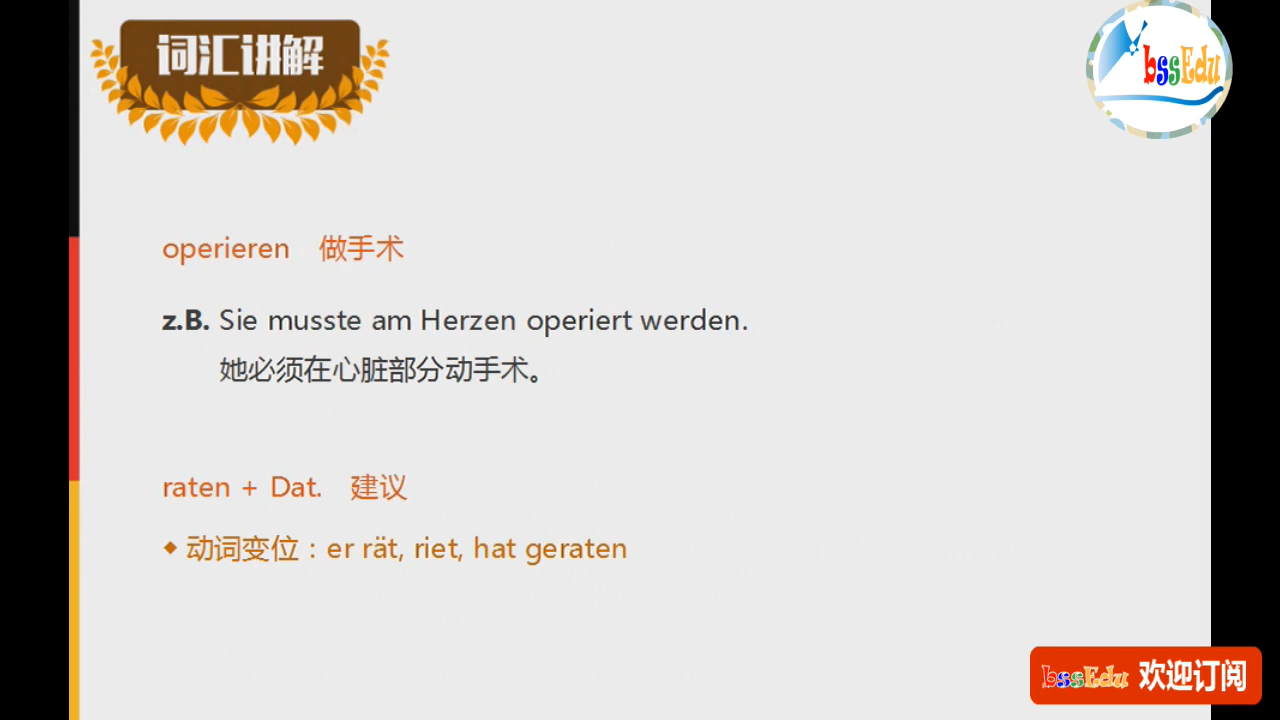 词汇讲解
bssEdu
operieren 做手术
z.B. Sie musste am Herzen operiert werden.
她必须在心脏部分动手术。
raten + Dat. 建议
◆ 动词变位：er rät, riet, hat geraten
bssEdu 欢迎订阅